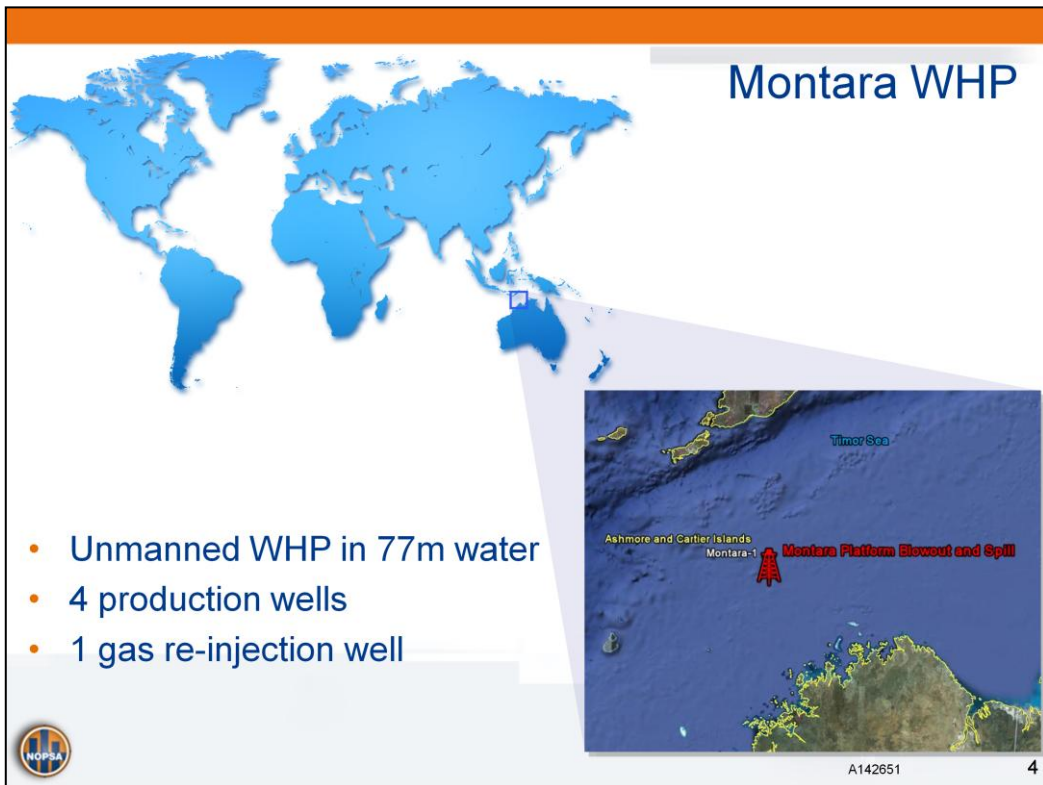 Montara WHP
Timor Sea
Ashmore and Cartier Islands
Montara-1
Montara Platform Blowout and Spill
• Unmanned WHP in 77m water
• 4 production wells
• 1 gas re-injection well
NOPSA
A142651
4